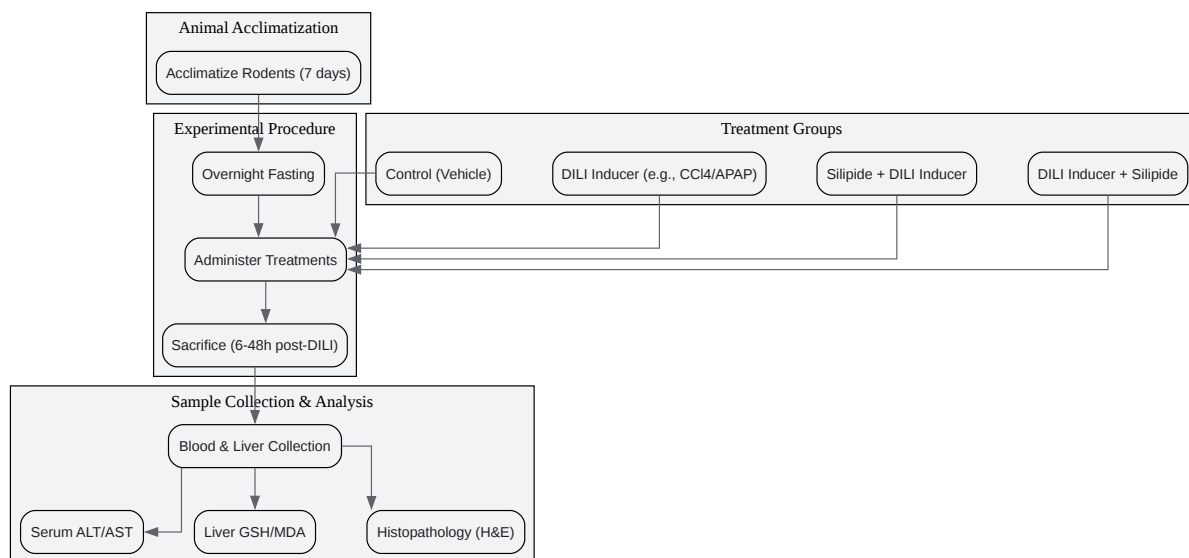 Animal Acclimatization
Acclimatize Rodents (7 days)
Experimental Procedure
Treatment Groups
Overnight Fasting
Control (Vehicle)
DILI Inducer (e.g., CCl4/APAP)
Silipide + DILI Inducer
DILI Inducer + Silipide
Administer Treatments
Sacrifice (6-48h post-DILI)
Sample Collection & Analysis
Blood & Liver Collection
Serum ALT/AST
Liver GSH/MDA
Histopathology (H&E)